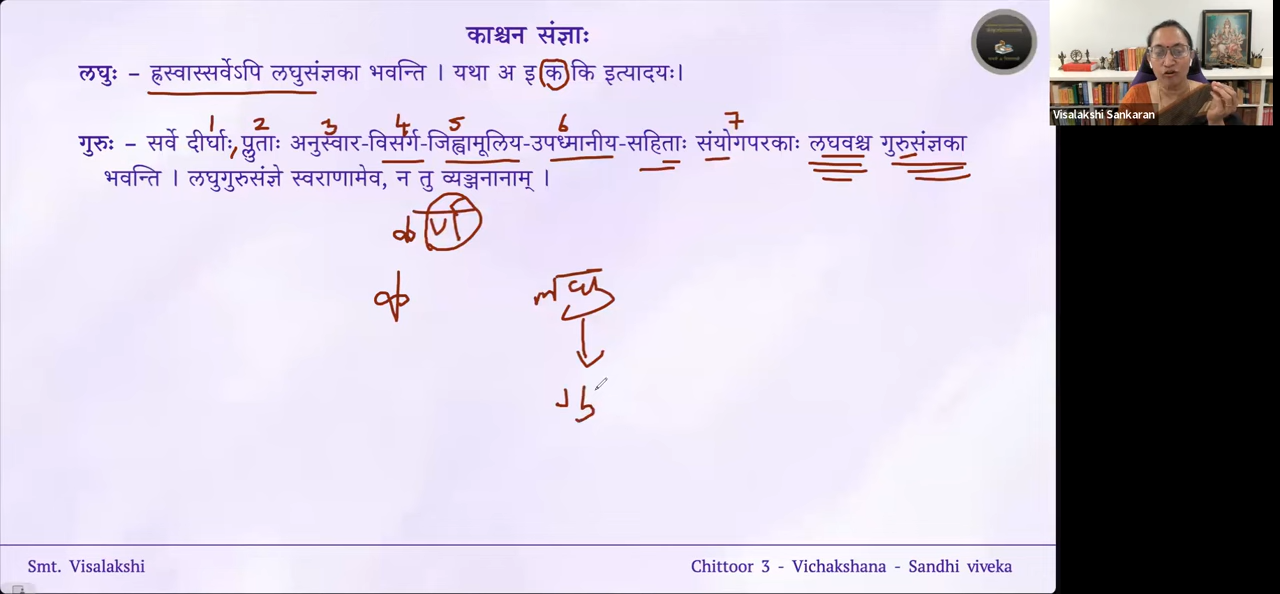 काश्चन संज्ञाः
लघुः – ह्रस्वास्सर्वेऽपि लघुसंज्ञका भवन्ति । यथा अ इ क कि इत्यादयः।
1 2 3 4 5 6 7
गुरुः – सर्वे दीर्घाः, प्लुताः अनुस्वार-विसर्ग-जिह्वामूलिय-उपध्मानीय-सहिताः संयोगपरकाः लघवश्च गुरुसंज्ञका
भवन्ति । लघुगुरुसंज्ञे स्वराणामेव, न तु व्यञ्जनानाम् ।
क
लघु
Visalakshi Sankaran
Smt. Visalakshi
Chittoor 3 - Vichakshana - Sandhi viveka